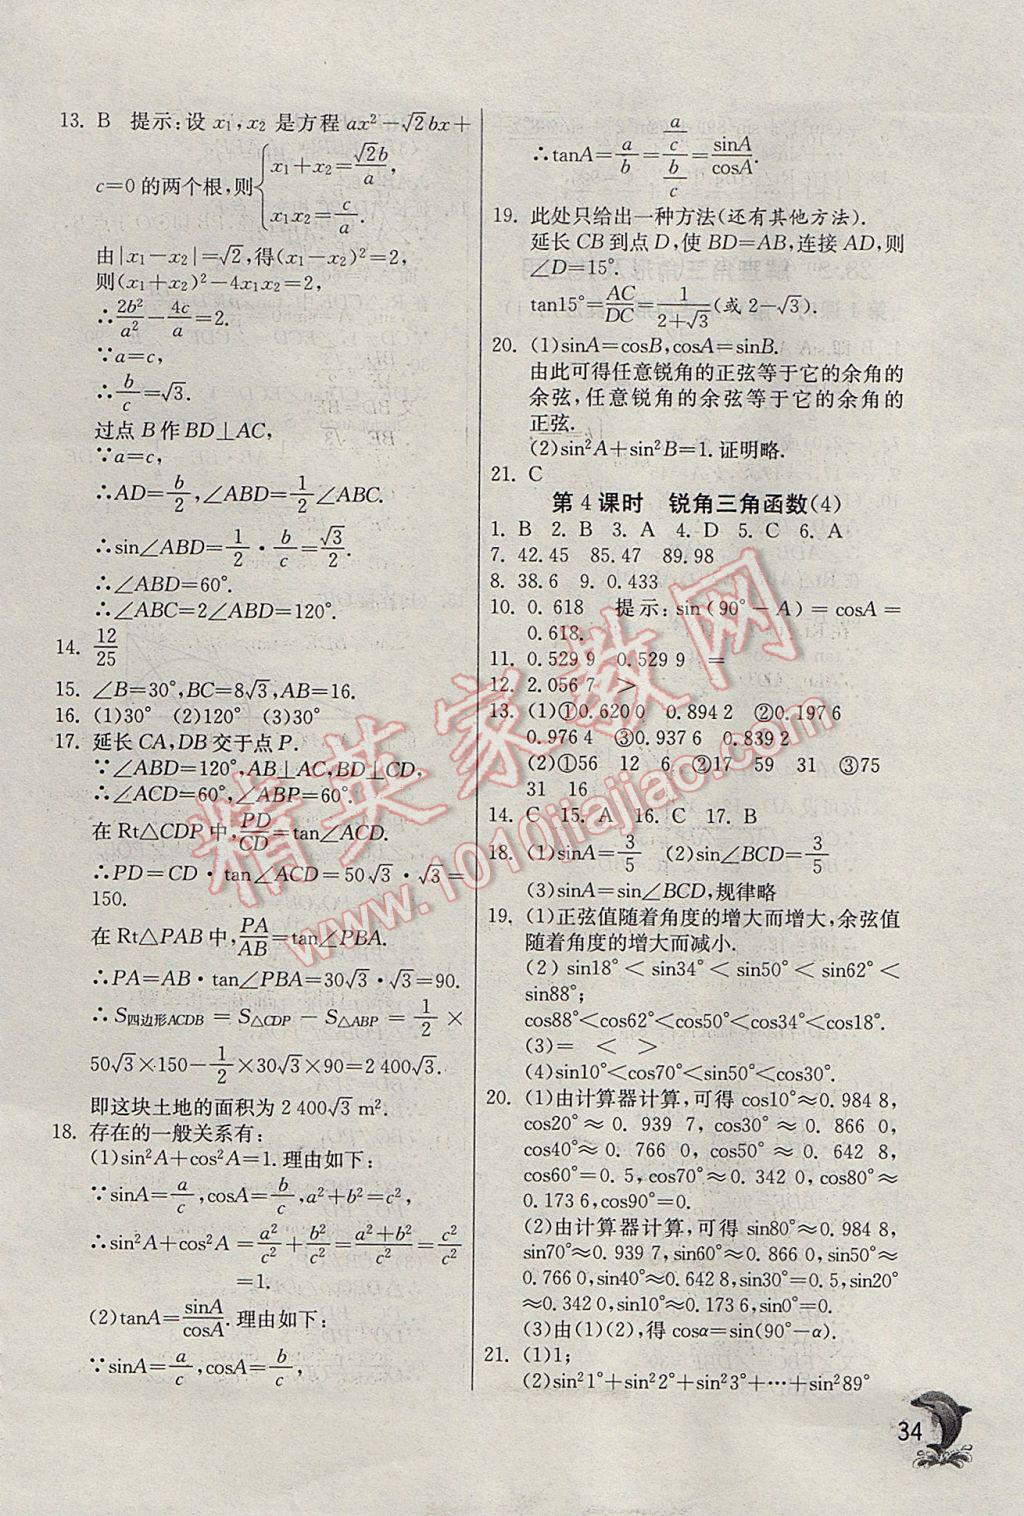 13. B 提示:设 x₁,x₂ 是方程 ax²-√2bx+
c=0 的两个根,则{x₁+x₂=√2b/a,
x₁x₂=c/a.
由|x₁-x₂|=√2,得(x₁-x₂)²=2,
则(x₁+x₂)²-4x₁x₂=2,
∴2b²/a²-4c/a=2.
∵a=c,
∴b/c=√3.
过点 B 作 BD⊥AC,
∵a=c,
∴AD=b/2,∠ABD=1/2∠ABC.
∴sin∠ABD=1/2·b/c=√3/2.
∴∠ABD=60°.
∴∠ABC=2∠ABD=120°.
14. 12/25
15. ∠B=30°,BC=8√3,AB=16.
16. (1)30° (2)120° (3)30°
17. 延长 CA,DB 交于点 P.
∵∠ABD=120°,AB⊥AC,BD⊥CD,
∴∠ACD=60°,∠ABP=60°.
在 Rt△CDP 中,PD/CD=tan∠ACD.
∴PD=CD·tan∠ACD=50√3·√3=
150.
在 Rt△PAB 中,PA/AB=tan∠PBA.
∴PA=AB·tan∠PBA=30√3·√3=90.
∴S四边形ACDB=S△CDP-S△ABP=1/2×
50√3×150-1/2×30√3×90=2 400√3.
即这块土地的面积为 2 400√3 m².
18. 存在的一般关系有:
(1)sin²A+cos²A=1.理由如下:
∵sinA=a/c,cosA=b/c,a²+b²=c²,
∴sin²A+cos²A=a²/c²+b²/c²=(a²+b²)/c²=c²/c²
=1.
(2)tanA=sinA/cosA.理由如下:
∵sinA=a/c,cosA=b/c,
∴tanA=a/b=(a/c)/(b/c)=sinA/cosA.
19. 此处只给出一种方法(还有其他方法).
延长 CB 到点 D,使 BD=AB,连接 AD,则
∠D=15°.
tan15°=AC/DC=1/(2+√3)(或 2-√3).
20. (1)sinA=cosB,cosA=sinB.
由此可得任意锐角的正弦等于它的余角的
余弦,任意锐角的余弦等于它的余角的
正弦.
(2)sin²A+sin²B=1.证明略.
21. C
第 4 课时 锐角三角函数(4)
1. B 2. B 3. A 4. D 5. C 6. A
7. 42.45 85.47 89.98
8. 38.6 9. 0.433
10. 0.618 提示:sin(90°-A)=cosA=
0.618.
11. 0.529 9 0.529 9 =
12. 2.056 7 >
13. (1)①0.620 0 0.894 2 ②0.197 6
0.976 4 ③0.937 6 0.839 2
(2)①56 12 6 ②17 59 31 ③75
31 16
14. C 15. A 16. C 17. B
18. (1)sinA=3/5 (2)sin∠BCD=3/5
(3)sinA=sin∠BCD,规律略
19. (1)正弦值随着角度的增大而增大,余弦值
随着角度的增大而减小.
(2)sin18°<sin34°<sin50°<sin62°<
sin88°;
cos88°<cos62°<cos50°<cos34°<cos18°.
(3)= < >
(4)sin10°<cos70°<sin50°<cos30°.
20. (1)由计算器计算,可得 cos10°≈0.984 8,
cos20°≈0.939 7,cos30°≈0.866 0,
cos40°≈0.766 0,cos50°≈0.642 8,
cos60°=0.5,cos70°≈0.342 0,cos80°≈
0.173 6,cos90°=0.
(2)由计算器计算,可得 sin80°≈0.984 8,
sin70°≈0.939 7,sin60°≈0.866 0,sin50°≈
0.766 0,sin40°≈0.642 8,sin30°=0.5,sin20°
≈0.342 0,sin10°≈0.173 6,sin0°=0.
(3)由(1)(2),得 cosα=sin(90°-α).
21. (1)1;
(2)sin²1°+sin²2°+sin²3°+…+sin²89°
34
精英家教网
www.1010jiajiao.com